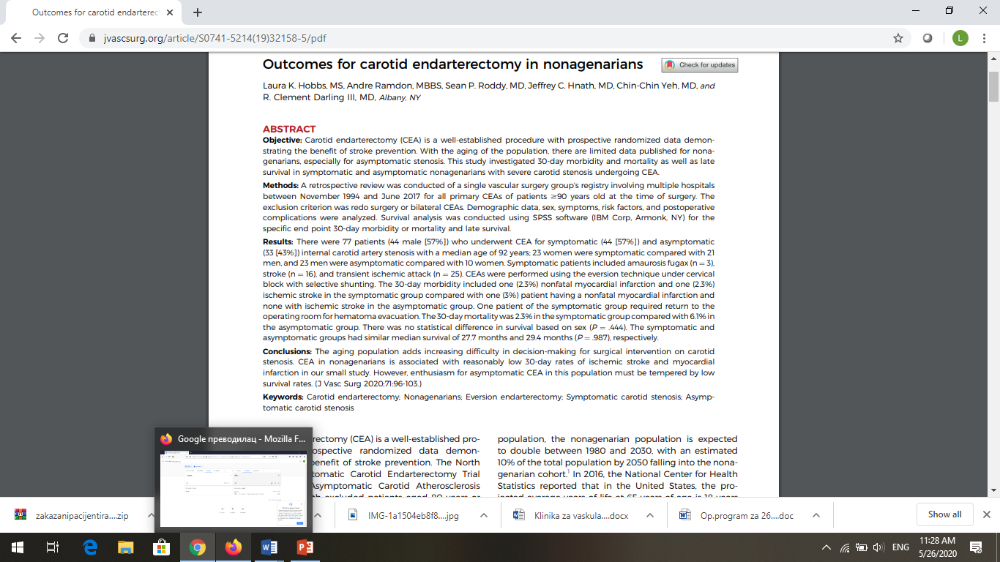 Outcomes for carotid endarterec
jvascsurg.org/article/S0741-5214(19)32158-5/pdf
L
Outcomes for carotid endarterectomy in nonagenarians
Check for updates
Laura K. Hobbs, MS, Andre Ramdon, MBBS, Sean P. Roddy, MD, Jeffrey C. Hnath, MD, Chin-Chin Yeh, MD, and
R. Clement Darling III, MD, Albany, NY
ABSTRACT
Objective: Carotid endarterectomy (CEA) is a well-established procedure with prospective randomized data demon-
strating the benefit of stroke prevention. With the aging of the population, there are limited data published for nona-
genarians, especially for asymptomatic stenosis. This study investigated 30-day morbidity and mortality as well as late
survival in symptomatic and asymptomatic nonagenarians with severe carotid stenosis undergoing CEA.
Methods: A retrospective review was conducted of a single vascular surgery group's registry involving multiple hospitals
between November 1994 and June 2017 for all primary CEAs of patients ≥90 years old at the time of surgery. The
exclusion criterion was redo surgery or bilateral CEAs. Demographic data, sex, symptoms, risk factors, and postoperative
complications were analyzed. Survival analysis was conducted using SPSS software (IBM Corp, Armonk, NY) for the
specific end point 30-day morbidity or mortality and late survival.
Results: There were 77 patients (44 male [57%]) who underwent CEA for symptomatic (44 [57%]) and asymptomatic
(33 [43%]) internal carotid artery stenosis with a median age of 92 years; 23 women were symptomatic compared with 21
men, and 23 men were asymptomatic compared with 10 women. Symptomatic patients included amaurosis fugax (n = 3),
stroke (n = 16), and transient ischemic attack (n = 25). CEAs were performed using the eversion technique under cervical
block with selective shunting. The 30-day morbidity included one (2.3%) nonfatal myocardial infarction and one (2.3%)
ischemic stroke in the symptomatic group compared with one (3%) patient having a nonfatal myocardial infarction and
none with ischemic stroke in the asymptomatic group. One patient of the symptomatic group required return to the
operating room for hematoma evacuation. The 30-day mortality was 2.3% in the symptomatic group compared with 6.1% in
the asymptomatic group. There was no statistical difference in survival based on sex (P = .444). The symptomatic and
asymptomatic groups had similar median survival of 27.7 months and 29.4 months (P = .987), respectively.
Conclusions: The aging population adds increasing difficulty in decision-making for surgical intervention on carotid
stenosis. CEA in nonagenarians is associated with reasonably low 30-day rates of ischemic stroke and myocardial
infarction in our small study. However, enthusiasm for asymptomatic CEA in this population must be tempered by low
survival rates. (J Vasc Surg 2020;71:96-103.)
Keywords: Carotid endarterectomy; Nonagenarians; Eversion endarterectomy; Symptomatic carotid stenosis; Asymp-
tomatic carotid stenosis
Google преводилац - Mozilla F...
rectomy (CEA) is a well-established pro-
ospective randomized data demon-
benefit of stroke prevention. The North
tomatic Carotid Endarterectomy Trial
Asymptomatic Carotid Atherosclerosis
excluded patients aged 80 years or
population, the nonagenarian population is expected
to double between 1980 and 2030, with an estimated
10% of the total population by 2050 falling into the nona-
genarian cohort.1 In 2016, the National Center for Health
Statistics reported that in the United States, the pro-
jected average years of life at 65 years of age is 18 years
zakazanipacijentira....zip
IMG-1a1504eb8f8....jpg
Klinika za vaskula....docx
Op.program za 26....doc
Show all
ENG
11:28 AM
5/26/2020